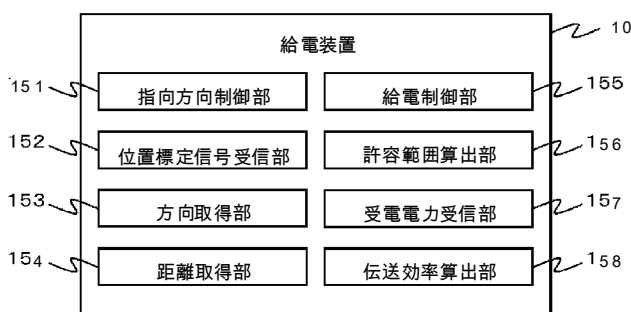 給電装置
10
151
指向方向制御部
給電制御部
155
152
位置標定信号受信部
許容範囲算出部
156
153
方向取得部
受電電力受信部
157
154
距離取得部
伝送効率算出部
158